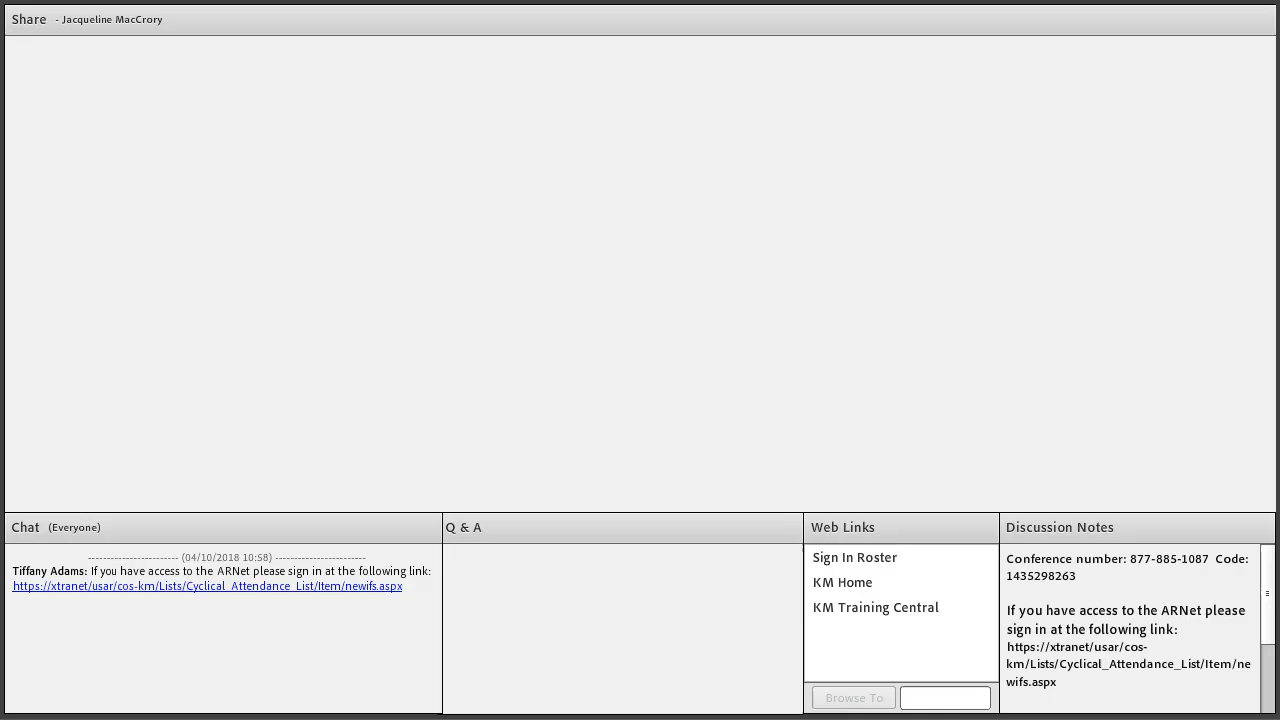 Share - Jacqueline MacCrory
Chat (Everyone)
------------------------ (04/10/2018 10:58) ------------------------
Tiffany Adams: If you have access to the ARNet please sign in at the following link:
https://xtranet/usar/cos-km/Lists/Cyclical_Attendance_List/Item/newifs.aspx
Q & A
Web Links
Sign In Roster
KM Home
KM Training Central
Browse To
Discussion Notes
Conference number: 877-885-1087 Code:
1435298263
If you have access to the ARNet please
sign in at the following link:
https://xtranet/usar/cos-
km/Lists/Cyclical_Attendance_List/Item/ne
wifs.aspx